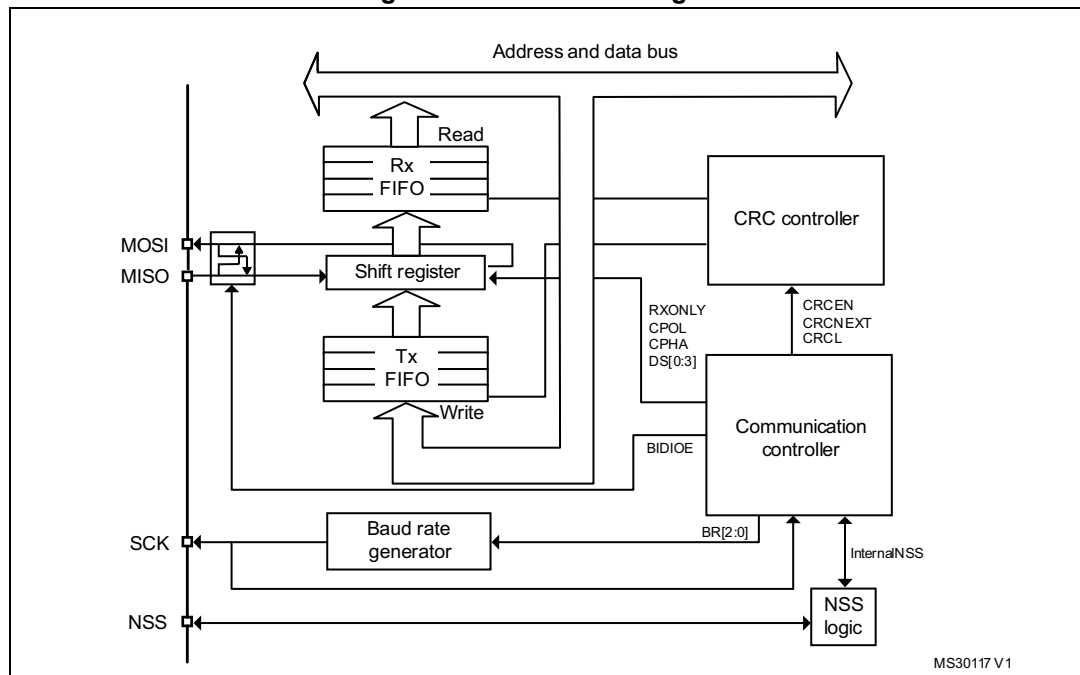 Address and data bus
Read
Rx
FIFO
CRC controller
MOSI
MISO
Shift register
RXONLY
CPOL
CPHA
DS[0:3]
CRCEN
CRCNEXT
CRCL
Tx
FIFO
Write
Communication
controller
BIDIOE
Baud rate
generator
SCK
BR[2:0]
InternalNSS
NSS
NSS
logic
MS30117 V1